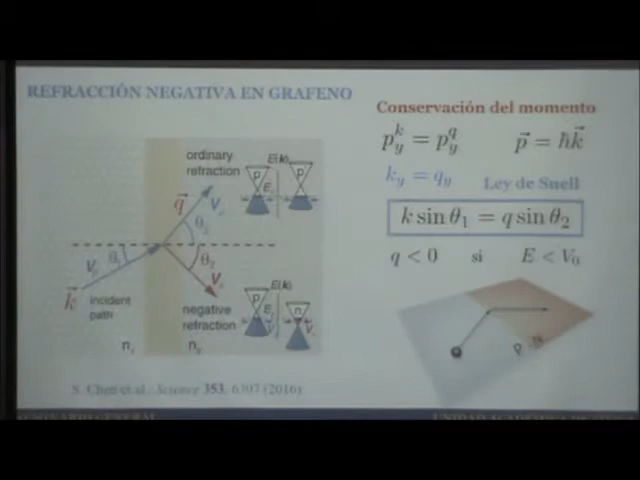 REFRACCIÓN NEGATIVA EN GRAFENO
ordinary
refraction
E(k)
p
p
q⃗
θ₂
θ₁
θ₂
k⃗
incident
path
negative
refraction
E(k)
p
n
n₁
n₂
S. Chen et al., Science 353, 6307 (2016)
Conservación del momento
p_y^k = p_y^q
p⃗ = ħk⃗
k_y = q_y
Ley de Snell
k sin θ₁ = q sin θ₂
q < 0 si E < V₀
P - N